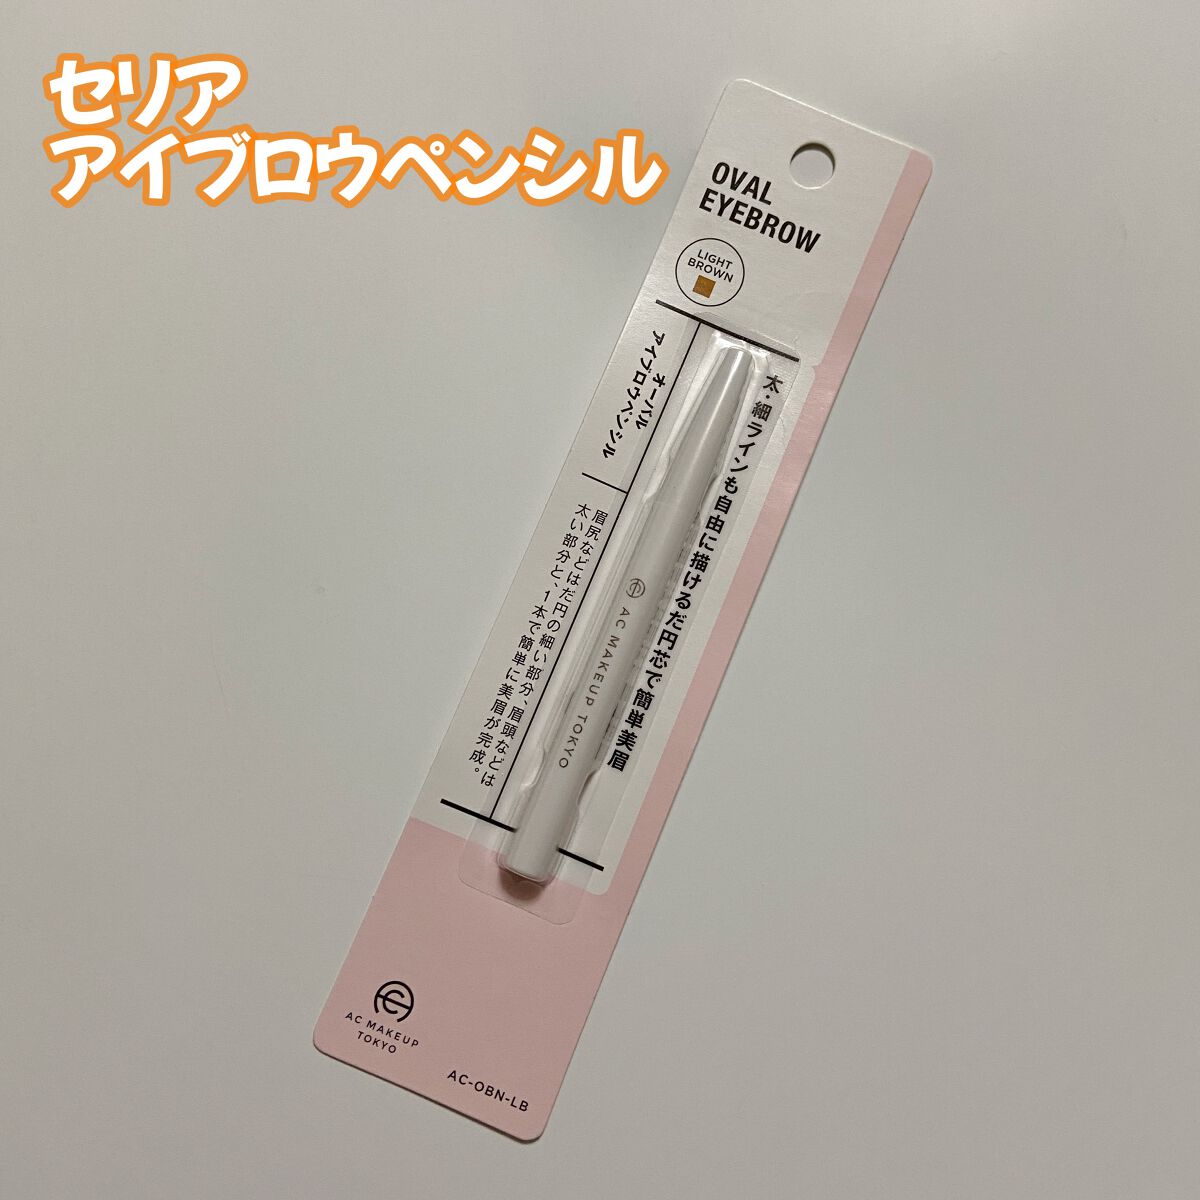 セリア
アイブロウペンシル
OVAL
EYEBROW
LIGHT
BROWN
太・細ラインも自由に描けるだ円芯で簡単美眉
オーバル
アイブロウペンシル
眉尻などはだ円の細い部分、眉頭などは
太い部分と、1本で簡単に美眉が完成。
AC MAKEUP TOKYO
AC MAKEUP
TOKYO
AC-OBN-LB